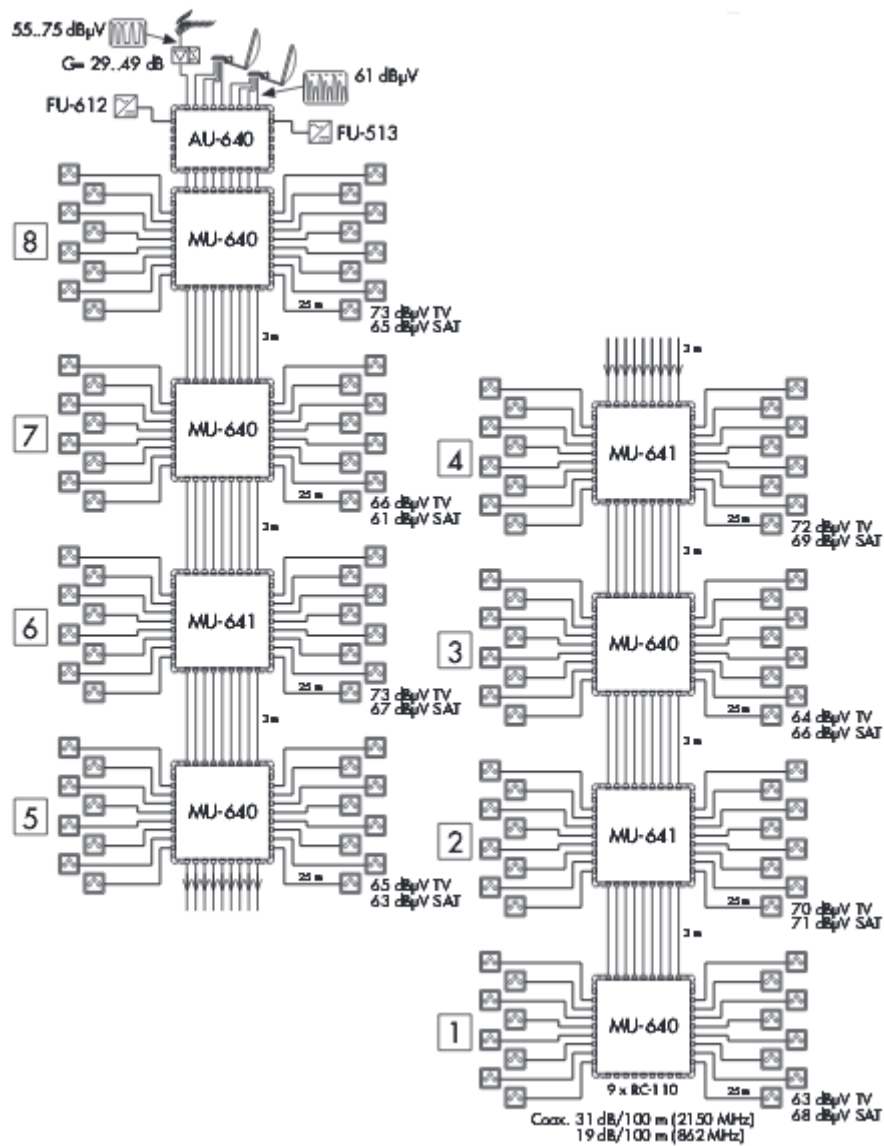 55..75 dBµV
G= 29..49 dB
61 dBµV
FU-612
FU-513
AU-640
8
MU-640
25 m
73 dBµV TV
65 dBµV SAT
3 m
7
MU-640
25 m
66 dBµV TV
61 dBµV SAT
3 m
6
MU-641
25 m
73 dBµV TV
67 dBµV SAT
3 m
5
MU-640
25 m
65 dBµV TV
63 dBµV SAT
3 m
4
MU-641
25 m
72 dBµV TV
69 dBµV SAT
3 m
3
MU-640
25 m
64 dBµV TV
66 dBµV SAT
3 m
2
MU-641
25 m
70 dBµV TV
71 dBµV SAT
3 m
1
MU-640
25 m
9 x RC-110
63 dBµV TV
68 dBµV SAT
Coax. 31 dB/100 m (2150 MHz)
19 dB/100 m (862 MHz)